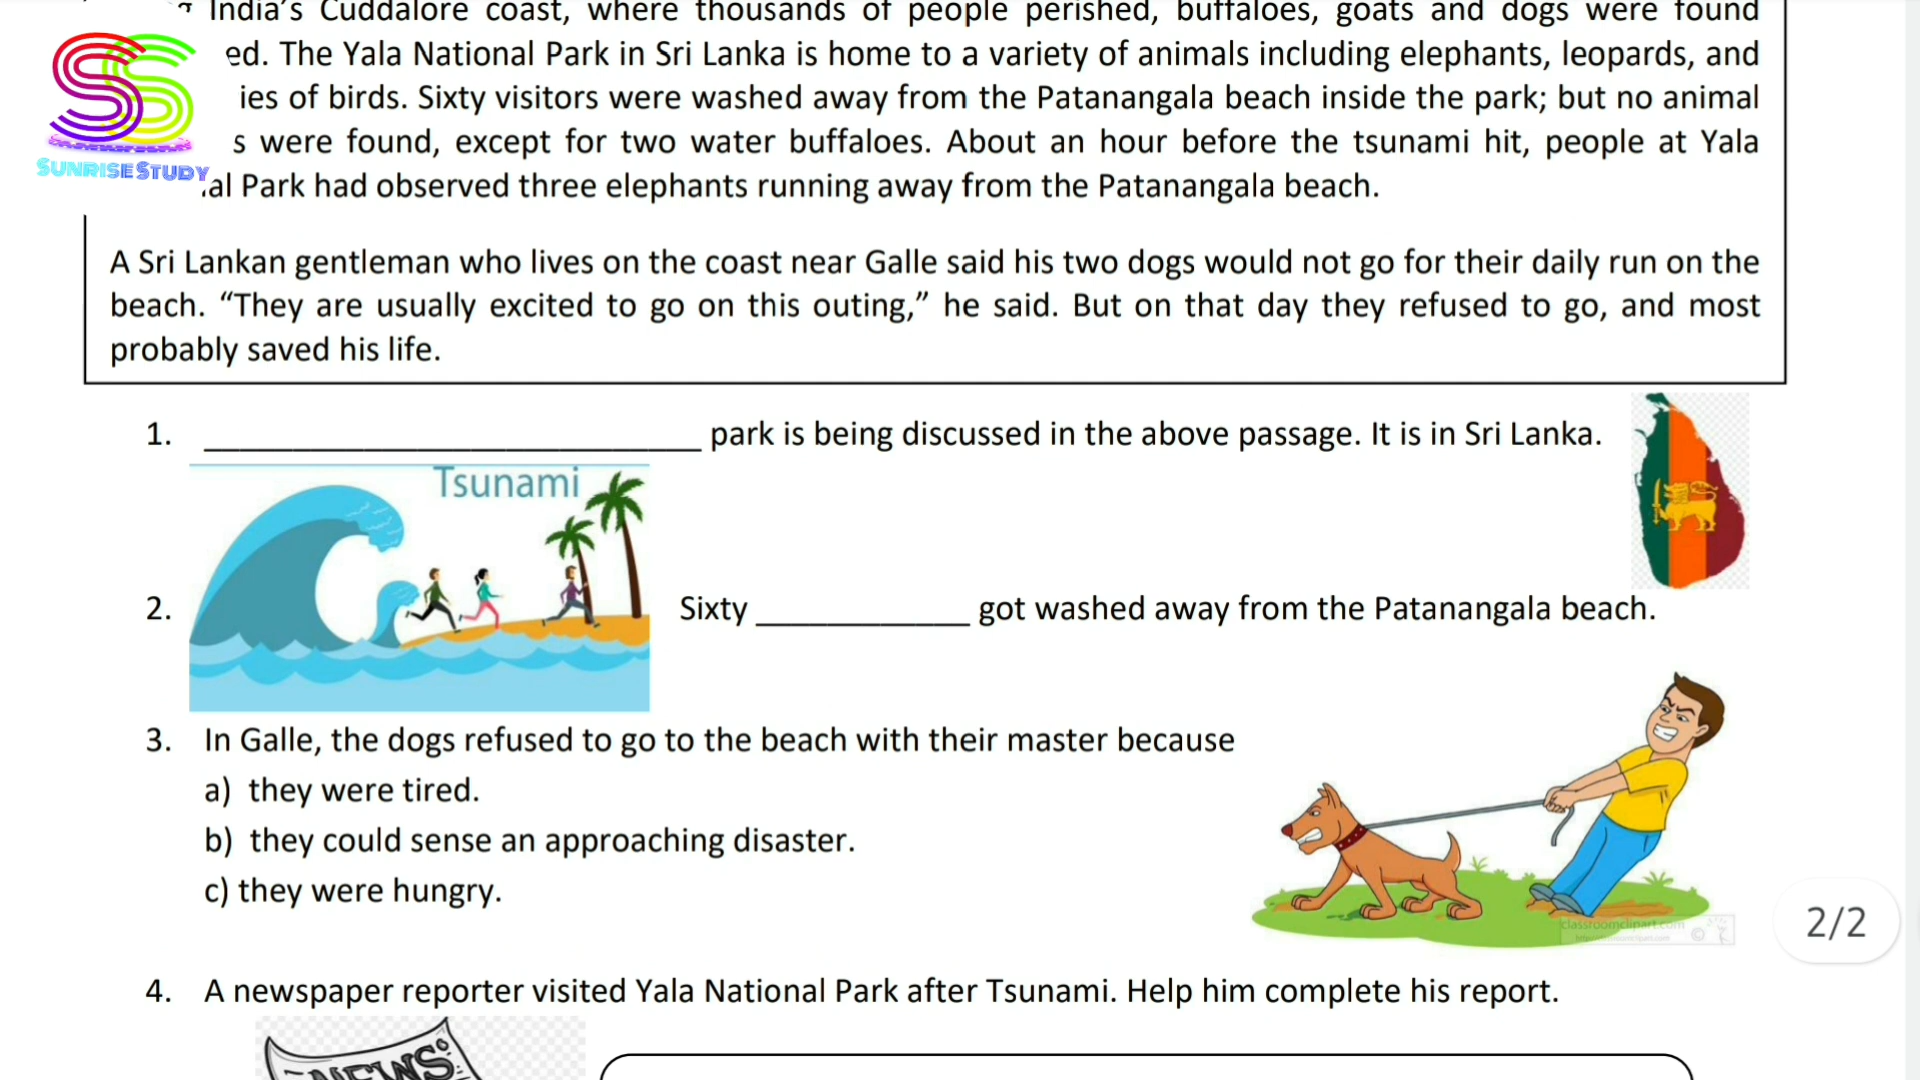 India's Cuddalore coast, where thousands of people perished, buffaloes, goats and dogs were found
ed. The Yala National Park in Sri Lanka is home to a variety of animals including elephants, leopards, and
ies of birds. Sixty visitors were washed away from the Patanangala beach inside the park; but no animal
s were found, except for two water buffaloes. About an hour before the tsunami hit, people at Yala
al Park had observed three elephants running away from the Patanangala beach.
SS
SUNRISESTUDY
A Sri Lankan gentleman who lives on the coast near Galle said his two dogs would not go for their daily run on the
beach. “They are usually excited to go on this outing,” he said. But on that day they refused to go, and most
probably saved his life.
1. ______________________________ park is being discussed in the above passage. It is in Sri Lanka.
Tsunami
2. Sixty _____________ got washed away from the Patanangala beach.
3. In Galle, the dogs refused to go to the beach with their master because
a) they were tired.
b) they could sense an approaching disaster.
c) they were hungry.
classroomclipart.com
2/2
4. A newspaper reporter visited Yala National Park after Tsunami. Help him complete his report.
NEWS